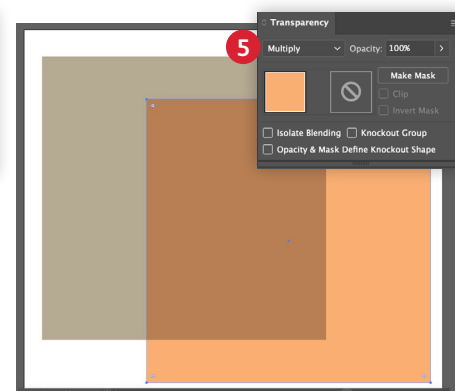 Transparency
5
Multiply Opacity: 100%
Make Mask
Clip
Invert Mask
Isolate Blending Knockout Group
Opacity & Mask Define Knockout Shape